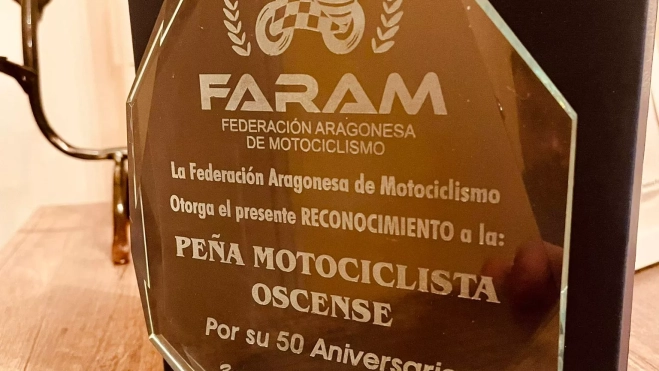 FARAM
FEDERACIÓN ARAGONESA
DE MOTOCICLISMO
La Federación Aragonesa de Motociclismo
Otorga el presente RECONOCIMIENTO a la:
PEÑA MOTOCICLISTA
OSCENSE
Por su 50 Aniversario